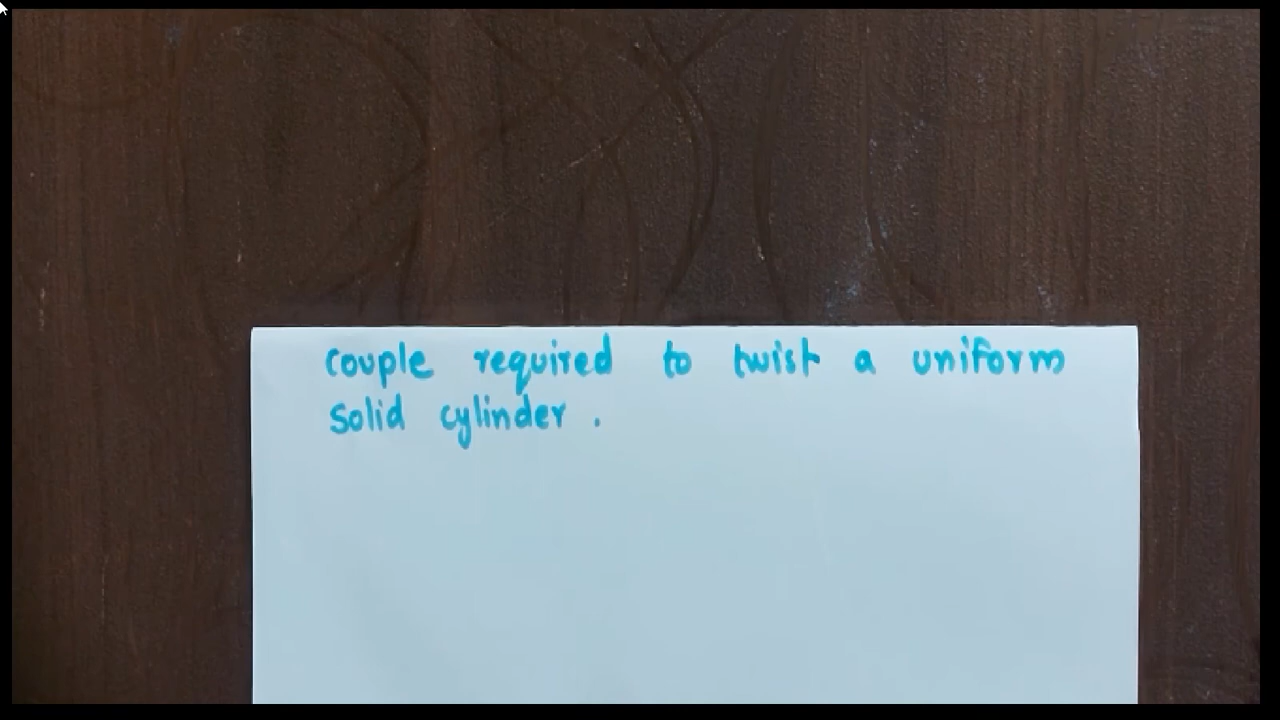 couple required to twist a uniform
solid cylinder .